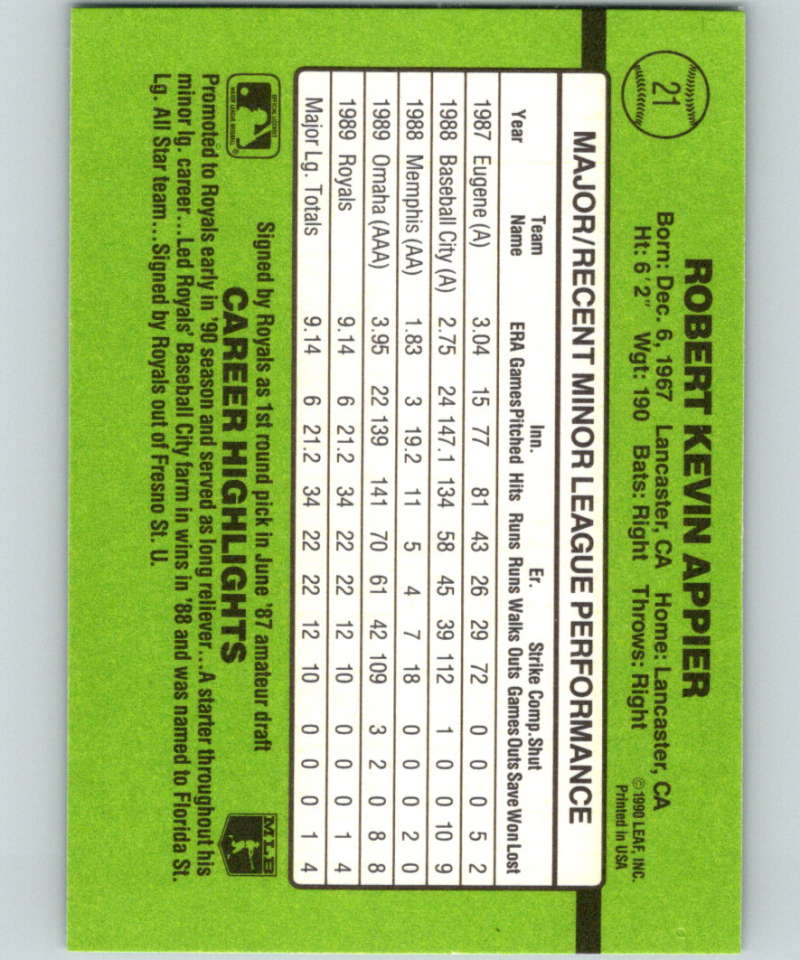 21
ROBERT KEVIN APPIER
Born: Dec. 6, 1967 Lancaster, CA Home: Lancaster, CA
Ht: 6 '2" Wgt: 190 Bats: Right Throws: Right
© 1990 LEAF, INC.
Printed in USA
MAJOR/RECENT MINOR LEAGUE PERFORMANCE
Team Inn. Er. Strike Comp. Shut
Year Name ERA Games Pitched Hits Runs Runs Walks Outs Games Outs Save Won Lost
1987 Eugene (A) 3.04 15 77 81 43 26 29 72 0 0 0 5 2
1988 Baseball City (A) 2.75 24 147.1 134 58 45 39 112 1 0 0 10 9
1988 Memphis (AA) 1.83 3 19.2 11 5 4 7 18 0 0 0 2 0
1989 Omaha (AAA) 3.95 22 139 141 70 61 42 109 3 2 0 8 8
1989 Royals 9.14 6 21.2 34 22 22 12 10 0 0 0 1 4
Major Lg. Totals 9.14 6 21.2 34 22 22 12 10 0 0 0 1 4
Signed by Royals as 1st round pick in June '87 amateur draft
CAREER HIGHLIGHTS
MLB
Promoted to Royals early in '90 season and served as long reliever...A starter throughout his
minor lg. career...Led Royals' Baseball City farm in wins in '88 and was named to Florida St.
Lg. All Star team...Signed by Royals out of Fresno St. U.